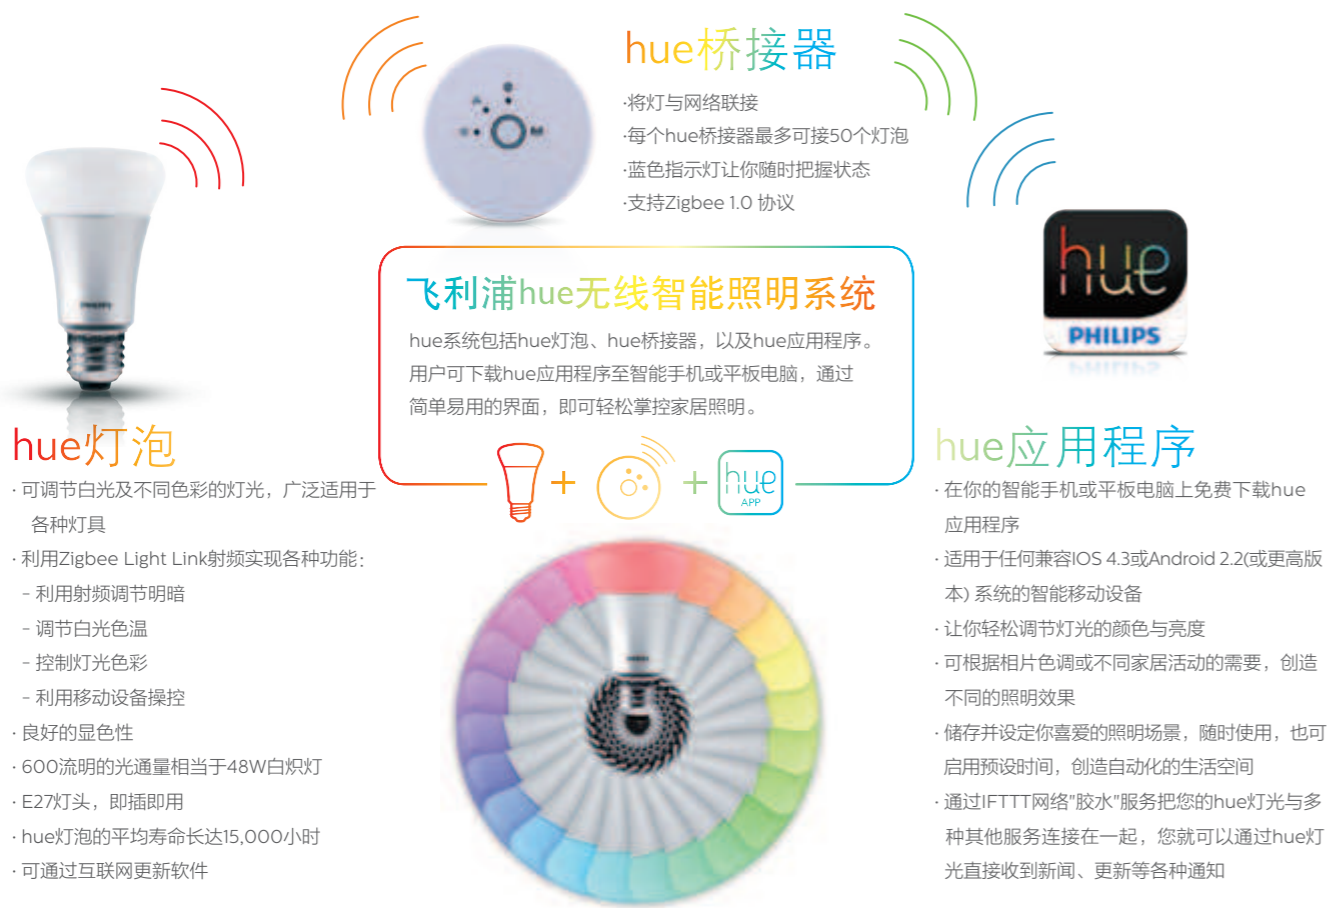 hue桥接器
·将灯与网络联接
·每个hue桥接器最多可接50个灯泡
·蓝色指示灯让你随时把握状态
·支持Zigbee 1.0 协议
飞利浦hue无线智能照明系统
hue系统包括hue灯泡、hue桥接器，以及hue应用程序。
用户可下载hue应用程序至智能手机或平板电脑，通过
简单易用的界面，即可轻松掌控家居照明。
+
+
hue
APP
hue
PHILIPS
hue灯泡
· 可调节白光及不同色彩的灯光，广泛适用于
各种灯具
· 利用Zigbee Light Link射频实现各种功能：
- 利用射频调节明暗
- 调节白光色温
- 控制灯光色彩
- 利用移动设备操控
· 良好的显色性
· 600流明的光通量相当于48W白炽灯
· E27灯头，即插即用
· hue灯泡的平均寿命长达15,000小时
· 可通过互联网更新软件
hue应用程序
· 在你的智能手机或平板电脑上免费下载hue
应用程序
· 适用于任何兼容IOS 4.3或Android 2.2(或更高版
本) 系统的智能移动设备
· 让你轻松调节灯光的颜色与亮度
· 可根据相片色调或不同家居活动的需要，创造
不同的照明效果
· 储存并设定你喜爱的照明场景，随时使用，也可
启用预设时间，创造自动化的生活空间
· 通过IFTTT网络"胶水"服务把您的hue灯光与多
种其他服务连接在一起，您就可以通过hue灯
光直接收到新闻、更新等各种通知